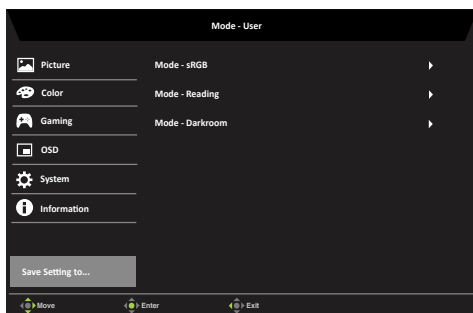 Mode - User
Picture
Color
Gaming
OSD
System
Information
Save Setting to...
Mode - sRGB
Mode - Reading
Mode - Darkroom
Move
Enter
Exit